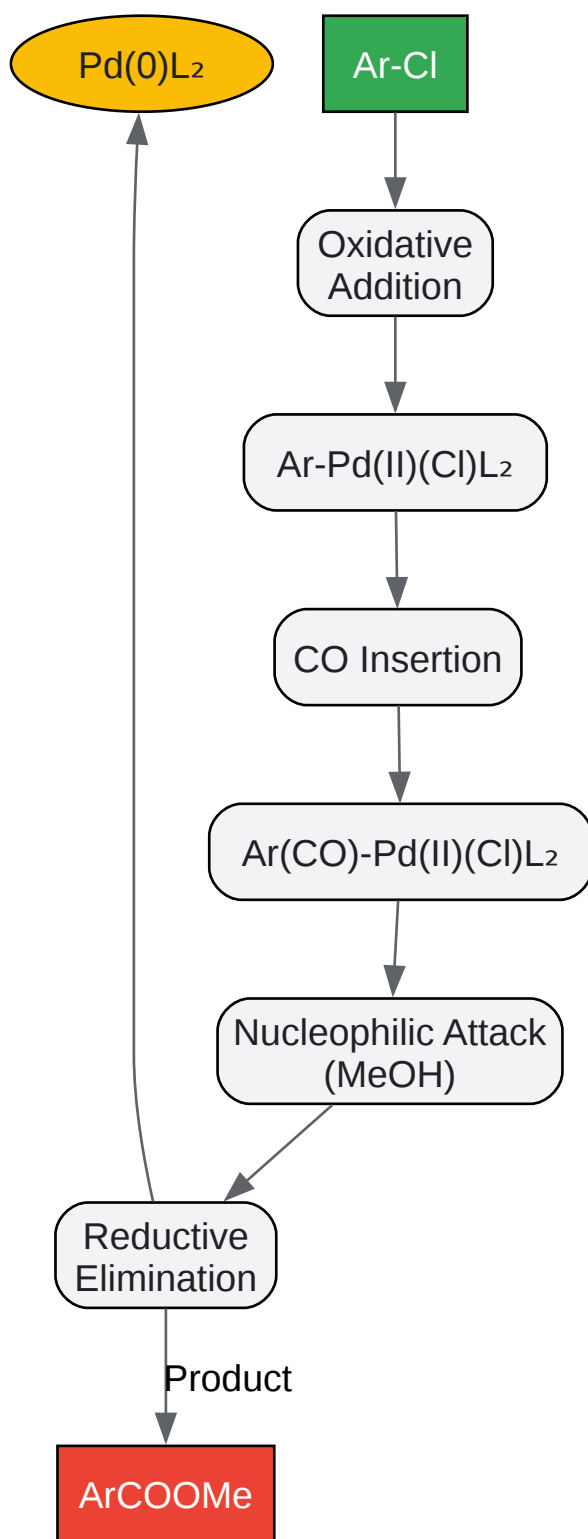 Pd(0)L₂
Ar-Cl
Oxidative
Addition
Ar-Pd(II)(Cl)L₂
CO Insertion
Ar(CO)-Pd(II)(Cl)L₂
Nucleophilic Attack
(MeOH)
Reductive
Elimination
Product
ArCOOMe